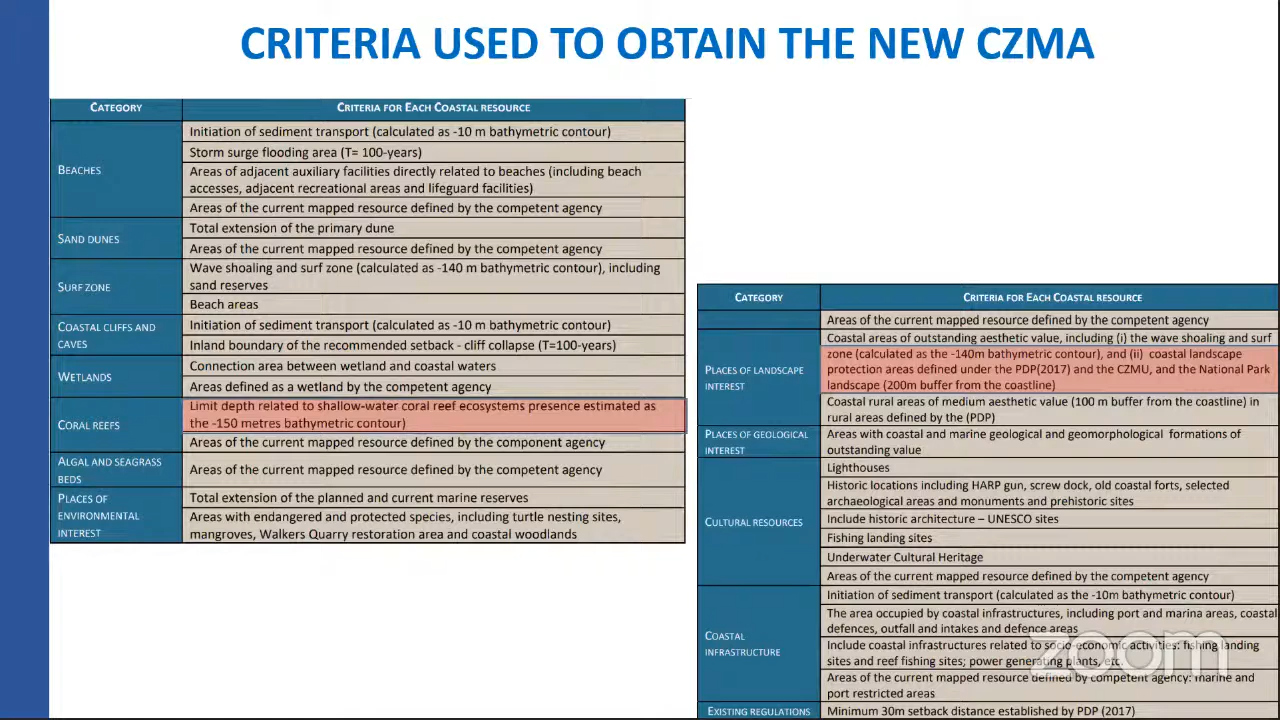 CRITERIA USED TO OBTAIN THE NEW CZMA
CATEGORY
CRITERIA FOR EACH COASTAL RESOURCE
BEACHES
Initiation of sediment transport (calculated as -10 m bathymetric contour)
Storm surge flooding area (T= 100-years)
Areas of adjacent auxiliary facilities directly related to beaches (including beach
accesses, adjacent recreational areas and lifeguard facilities)
Areas of the current mapped resource defined by the competent agency
SAND DUNES
Total extension of the primary dune
Areas of the current mapped resource defined by the competent agency
SURF ZONE
Wave shoaling and surf zone (calculated as -140 m bathymetric contour), including
sand reserves
Beach areas
COASTAL CLIFFS AND
CAVES
Initiation of sediment transport (calculated as -10 m bathymetric contour)
Inland boundary of the recommended setback - cliff collapse (T=100-years)
WETLANDS
Connection area between wetland and coastal waters
Areas defined as a wetland by the competent agency
CORAL REEFS
Limit depth related to shallow-water coral reef ecosystems presence estimated as
the -150 metres bathymetric contour)
Areas of the current mapped resource defined by the component agency
ALGAL AND SEAGRASS
BEDS
Areas of the current mapped resource defined by the competent agency
PLACES OF
ENVIRONMENTAL
INTEREST
Total extension of the planned and current marine reserves
Areas with endangered and protected species, including turtle nesting sites,
mangroves, Walkers Quarry restoration area and coastal woodlands
CATEGORY
CRITERIA FOR EACH COASTAL RESOURCE
Areas of the current mapped resource defined by the competent agency
PLACES OF LANDSCAPE
INTEREST
Coastal areas of outstanding aesthetic value, including (i) the wave shoaling and surf
zone (calculated as the -140m bathymetric contour), and (ii) coastal landscape
protection areas defined under the PDP(2017) and the CZMU, and the National Park
landscape (200m buffer from the coastline)
Coastal rural areas of medium aesthetic value (100 m buffer from the coastline) in
rural areas defined by the (PDP)
PLACES OF GEOLOGICAL
INTEREST
Areas with coastal and marine geological and geomorphological formations of
outstanding value
CULTURAL RESOURCES
Lighthouses
Historic locations including HARP gun, screw dock, old coastal forts, selected
archaeological areas and monuments and prehistoric sites
Include historic architecture – UNESCO sites
Fishing landing sites
Underwater Cultural Heritage
Areas of the current mapped resource defined by the competent agency
COASTAL
INFRASTRUCTURE
Initiation of sediment transport (calculated as the -10m bathymetric contour)
The area occupied by coastal infrastructures, including port and marina areas, coastal
defences, outfall and intakes and defence areas
Include coastal infrastructures related to socio-economic activities: fishing landing
sites and reef fishing sites; power generating plants, etc.
Areas of the current mapped resource defined by competent agency: marine and
port restricted areas
EXISTING REGULATIONS
Minimum 30m setback distance established by PDP (2017)
zoom